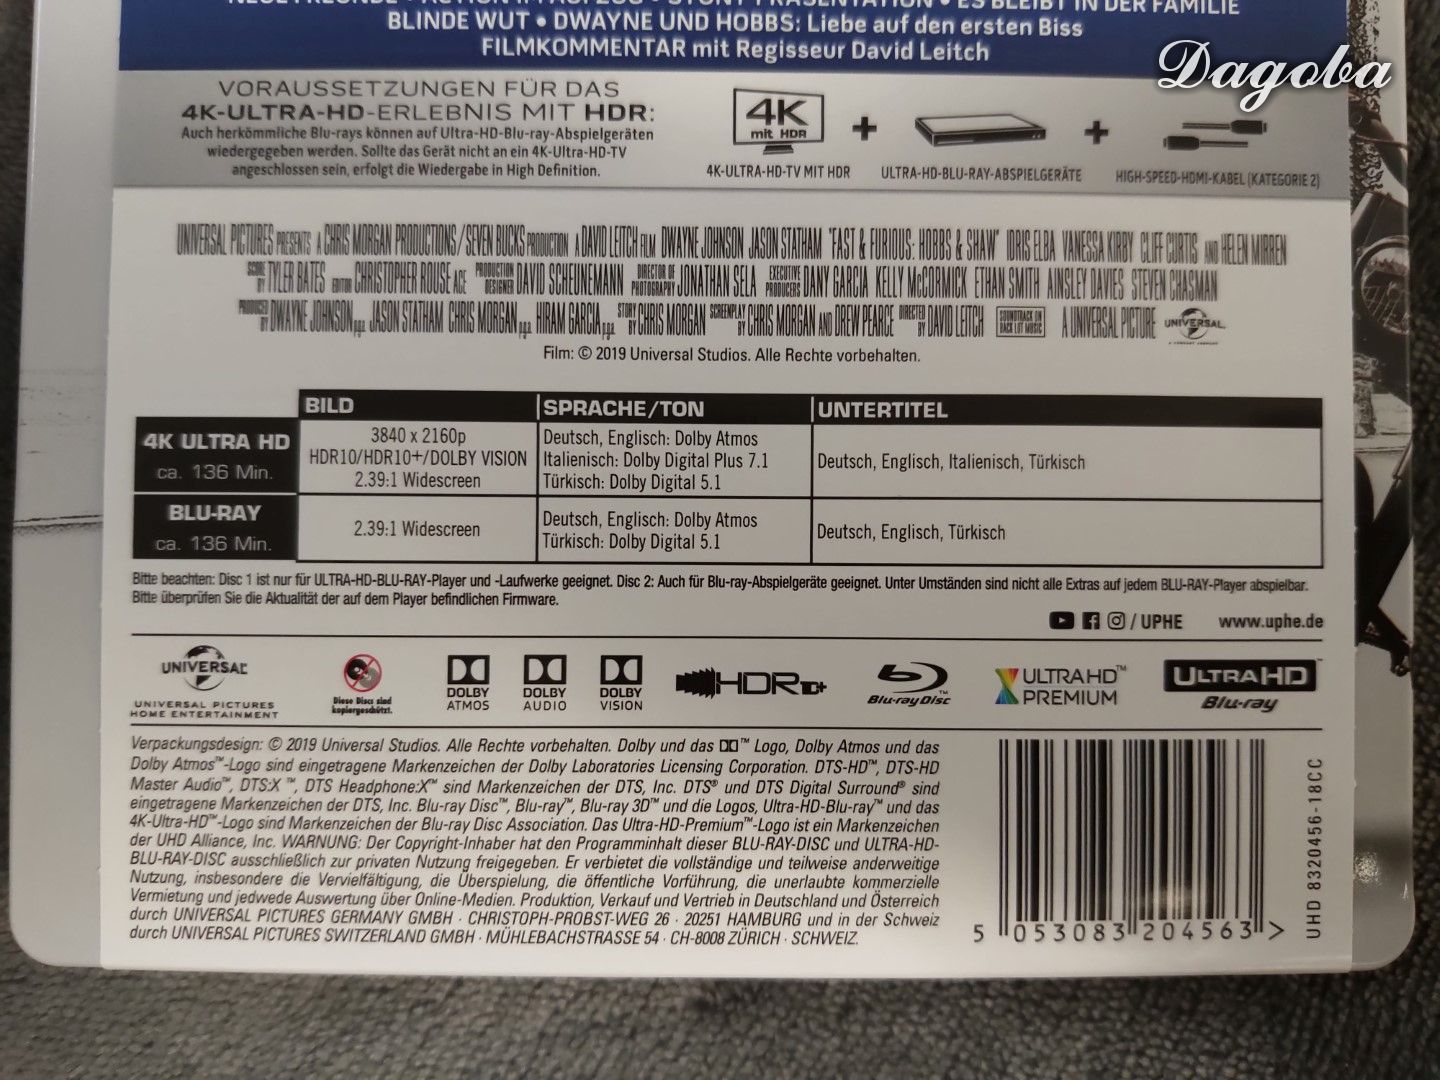 NEUE FREUNDE • ACTION IM AUFZUG • STUNT-PRÄSENTATION • ES BLEIBT IN DER FAMILIE
BLINDE WUT • DWAYNE UND HOBBS: Liebe auf den ersten Biss
FILMKOMMENTAR mit Regisseur David Leitch
Dagoba
VORAUSSETZUNGEN FÜR DAS
4K-ULTRA-HD-ERLEBNIS MIT HDR:
Auch herkömmliche Blu-rays können auf Ultra-HD-Blu-ray-Abspielgeräten
wiedergegeben werden. Sollte das Gerät nicht an ein 4K-Ultra-HD-TV
angeschlossen sein, erfolgt die Wiedergabe in High Definition.
4K
mit HDR
+ +
4K-ULTRA-HD-TV MIT HDR ULTRA-HD-BLU-RAY-ABSPIELGERÄTE HIGH-SPEED-HDMI-KABEL (KATEGORIE 2)
UNIVERSAL PICTURES PRESENTS A CHRIS MORGAN PRODUCTIONS/SEVEN BUCKS PRODUCTION A DAVID LEITCH FILM DWAYNE JOHNSON JASON STATHAM "FAST & FURIOUS: HOBBS & SHAW" IDRIS ELBA VANESSA KIRBY CLIFF CURTIS AND HELEN MIRREN
SCORE BY TYLER BATES EDITOR CHRISTOPHER ROUSE ACE PRODUCTION DESIGNER DAVID SCHEUNEMANN DIRECTOR OF PHOTOGRAPHY JONATHAN SELA EXECUTIVE PRODUCERS DANY GARCIA KELLY McCORMICK ETHAN SMITH AINSLEY DAVIES STEVEN CHASMAN
PRODUCED BY DWAYNE JOHNSON, p.g.a. JASON STATHAM CHRIS MORGAN, p.g.a. HIRAM GARCIA, p.g.a. STORY BY CHRIS MORGAN SCREENPLAY BY CHRIS MORGAN AND DREW PEARCE DIRECTED BY DAVID LEITCH SOUNDTRACK ON BACK LOT MUSIC A UNIVERSAL PICTURE UNIVERSAL
Film: © 2019 Universal Studios. Alle Rechte vorbehalten.
BILD SPRACHE/TON UNTERTITEL
4K ULTRA HD
ca. 136 Min.
3840 x 2160p
HDR10/HDR10+/DOLBY VISION
2.39:1 Widescreen
Deutsch, Englisch: Dolby Atmos
Italienisch: Dolby Digital Plus 7.1
Türkisch: Dolby Digital 5.1
Deutsch, Englisch, Italienisch, Türkisch
BLU-RAY
ca. 136 Min.
2.39:1 Widescreen
Deutsch, Englisch: Dolby Atmos
Türkisch: Dolby Digital 5.1
Deutsch, Englisch, Türkisch
Bitte beachten: Disc 1 ist nur für ULTRA-HD-BLU-RAY-Player und -Laufwerke geeignet. Disc 2: Auch für Blu-ray-Abspielgeräte geeignet. Unter Umständen sind nicht alle Extras auf jedem BLU-RAY-Player abspielbar.
Bitte überprüfen Sie die Aktualität der auf dem Player befindlichen Firmware.
/ UPHE www.uphe.de
UNIVERSAL
UNIVERSAL PICTURES
HOME ENTERTAINMENT
Diese Discs sind
kopiergeschützt.
DOLBY
ATMOS
DOLBY
AUDIO
DOLBY
VISION
HDR10+
Blu-ray Disc™
ULTRA HD™
PREMIUM
ULTRA HD™
Blu-ray
Verpackungsdesign: © 2019 Universal Studios. Alle Rechte vorbehalten. Dolby und das ™ Logo, Dolby Atmos und das
Dolby Atmos™-Logo sind eingetragene Markenzeichen der Dolby Laboratories Licensing Corporation. DTS-HD™, DTS-HD
Master Audio™, DTS:X ™, DTS Headphone:X™ sind Markenzeichen der DTS, Inc. DTS® und DTS Digital Surround® sind
eingetragene Markenzeichen der DTS, Inc. Blu-ray Disc™, Blu-ray™, Blu-ray 3D™ und die Logos, Ultra-HD-Blu-ray™ und das
4K-Ultra-HD™-Logo sind Markenzeichen der Blu-ray Disc Association. Das Ultra-HD-Premium™-Logo ist ein Markenzeichen
der UHD Alliance, Inc. WARNUNG: Der Copyright-Inhaber hat den Programminhalt dieser BLU-RAY-DISC und ULTRA-HD-
BLU-RAY-DISC ausschließlich zur privaten Nutzung freigegeben. Er verbietet die vollständige und teilweise anderweitige
Nutzung, insbesondere die Vervielfältigung, die Überspielung, die öffentliche Vorführung, die unerlaubte kommerzielle
Vermietung und jedwede Auswertung über Online-Medien. Produktion, Verkauf und Vertrieb in Deutschland und Österreich
durch UNIVERSAL PICTURES GERMANY GMBH · CHRISTOPH-PROBST-WEG 26 · 20251 HAMBURG und in der Schweiz
durch UNIVERSAL PICTURES SWITZERLAND GMBH · MÜHLEBACHSTRASSE 54 · CH-8008 ZÜRICH · SCHWEIZ.
5 053083 204563 >
UHD 8320456-18CC